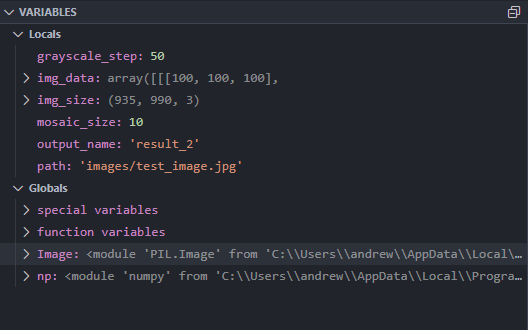 VARIABLES
Locals
grayscale_step: 50
img_data: array([[[100, 100, 100],
img_size: (935, 990, 3)
mosaic_size: 10
output_name: 'result_2'
path: 'images/test_image.jpg'
Globals
special variables
function variables
Image: <module 'PIL.Image' from 'C:\\Users\\andrew\\AppData\\Local\…
np: <module 'numpy' from 'C:\\Users\\andrew\\AppData\\Local\\Progra…